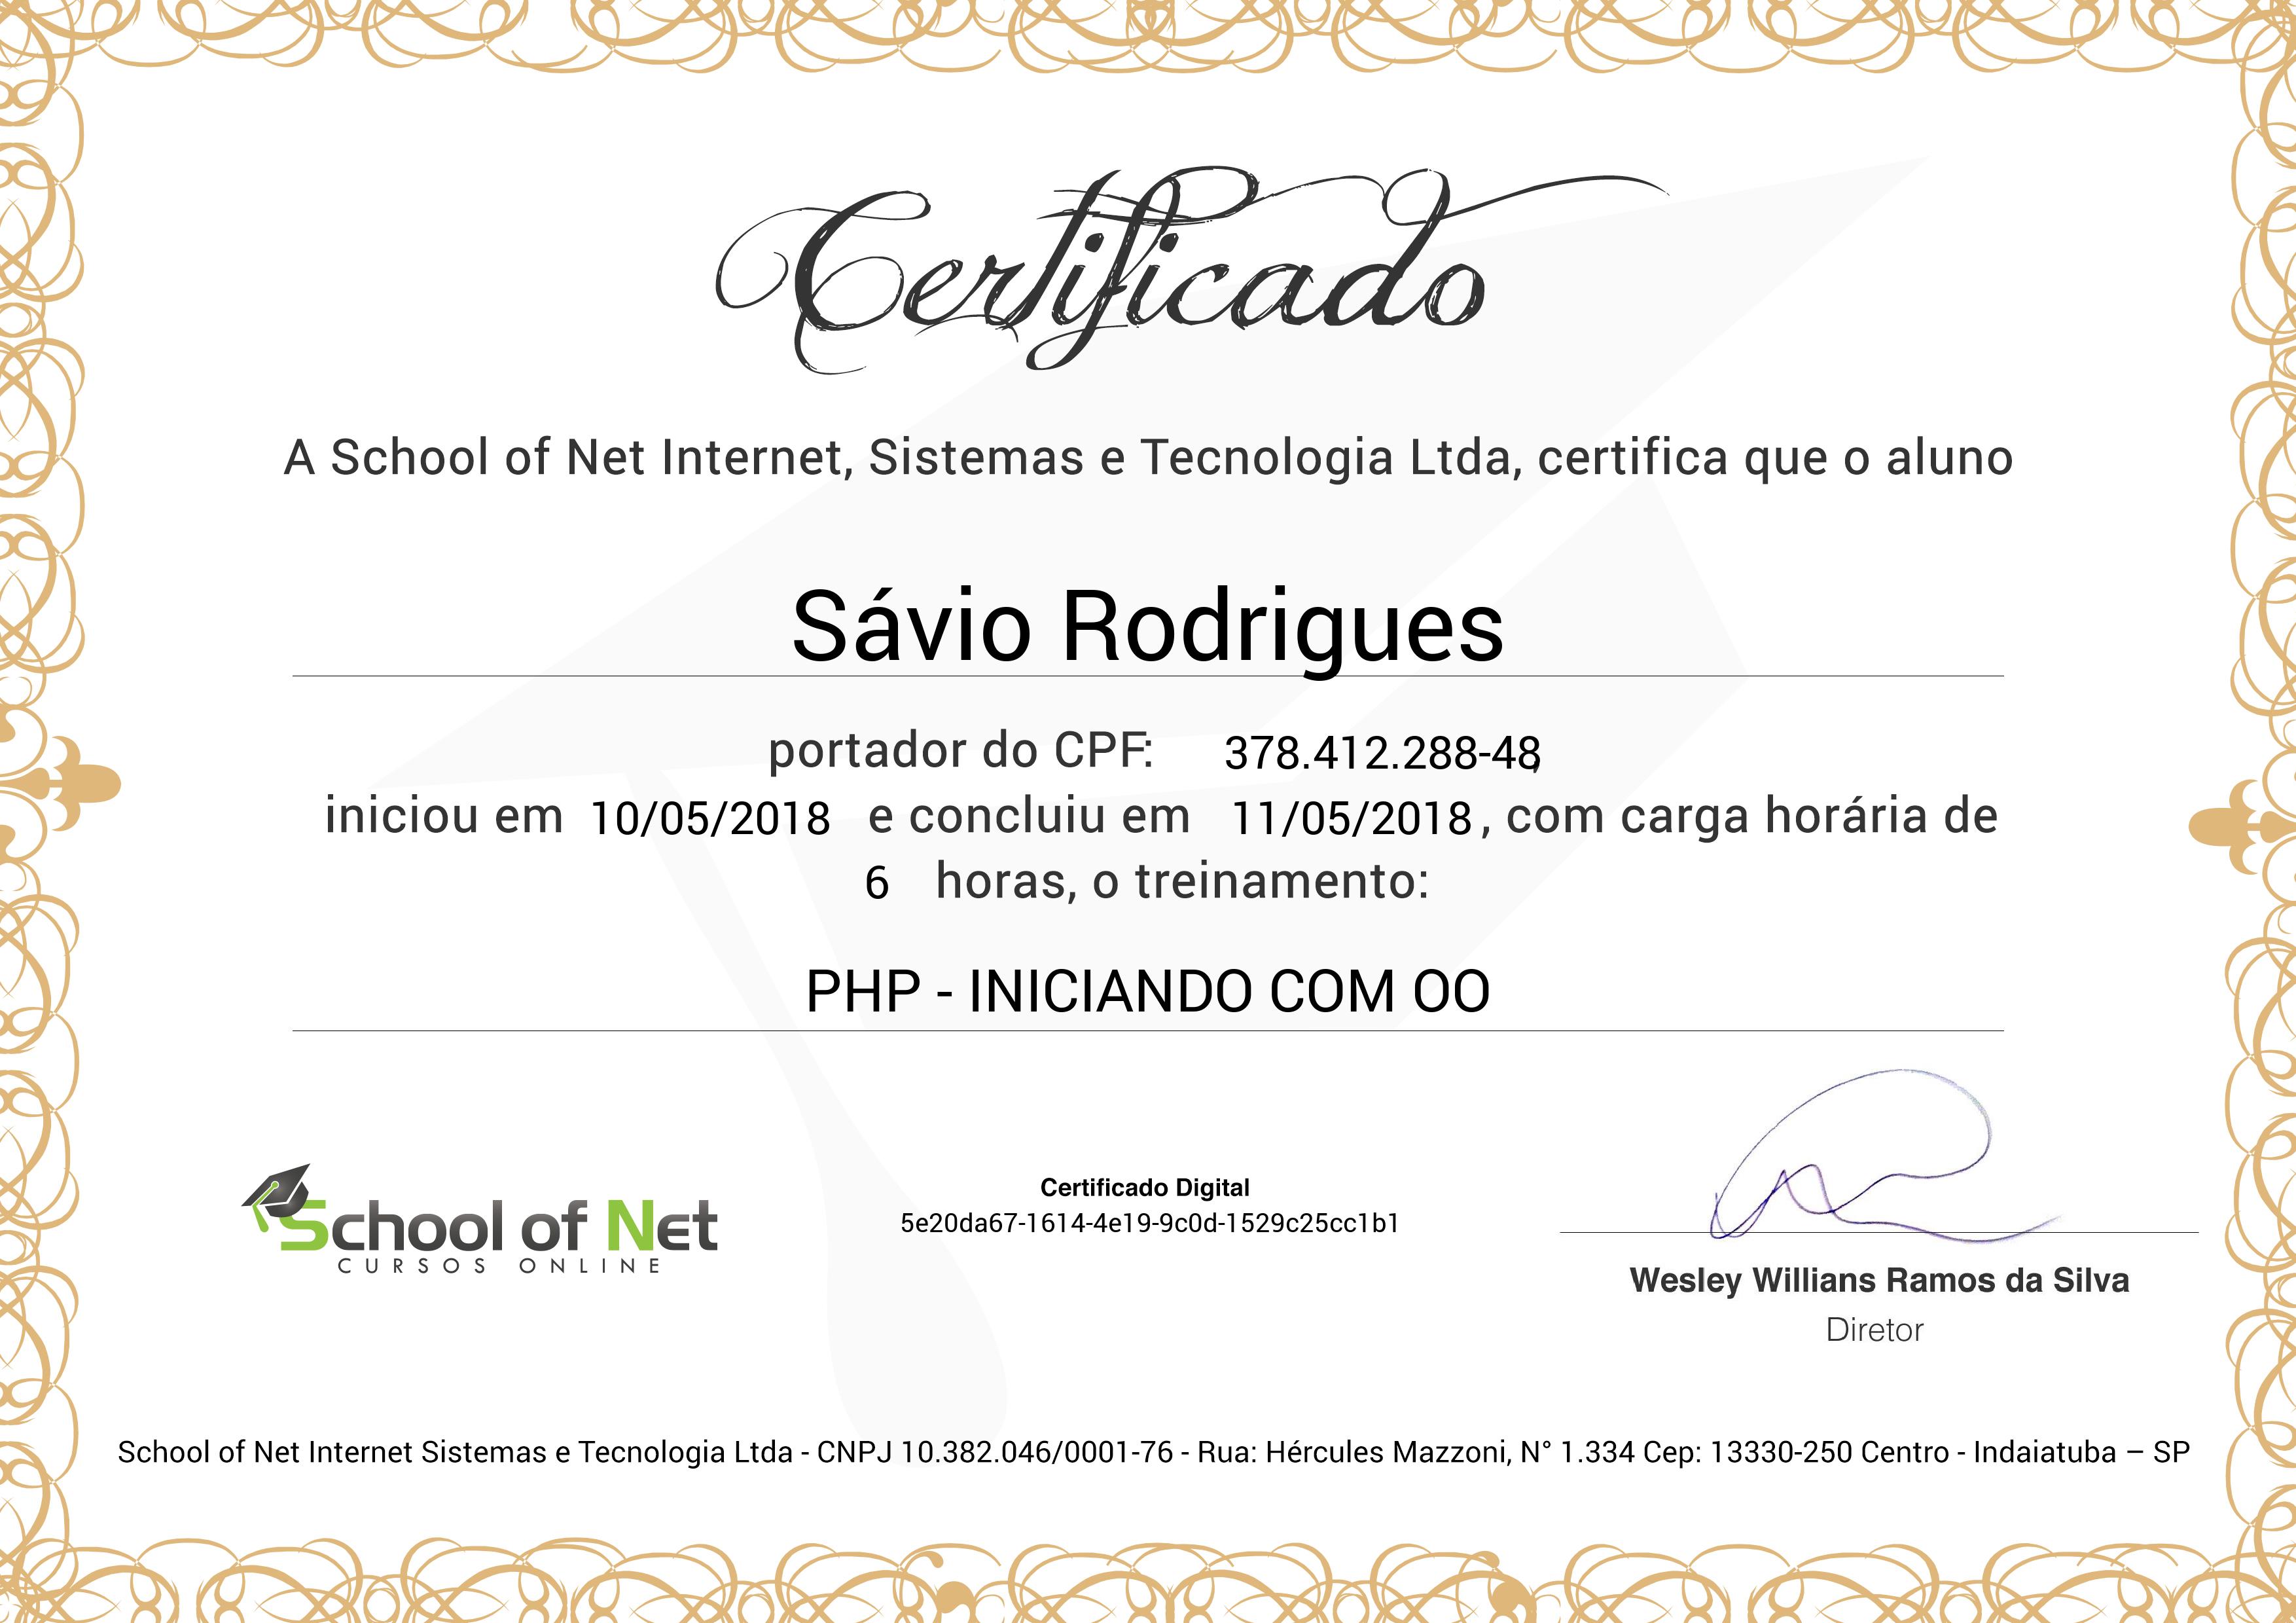 Certificado
A School of Net Internet, Sistemas e Tecnologia Ltda, certifica que o aluno
Sávio Rodrigues
portador do CPF: 378.412.288-48,
iniciou em 10/05/2018 e concluiu em 11/05/2018, com carga horária de
6 horas, o treinamento:
PHP - INICIANDO COM OO
School of Net
CURSOS ONLINE
Certificado Digital
5e20da67-1614-4e19-9c0d-1529c25cc1b1
Wesley Willians Ramos da Silva
Diretor
School of Net Internet Sistemas e Tecnologia Ltda - CNPJ 10.382.046/0001-76 - Rua: Hércules Mazzoni, N° 1.334 Cep: 13330-250 Centro - Indaiatuba – SP